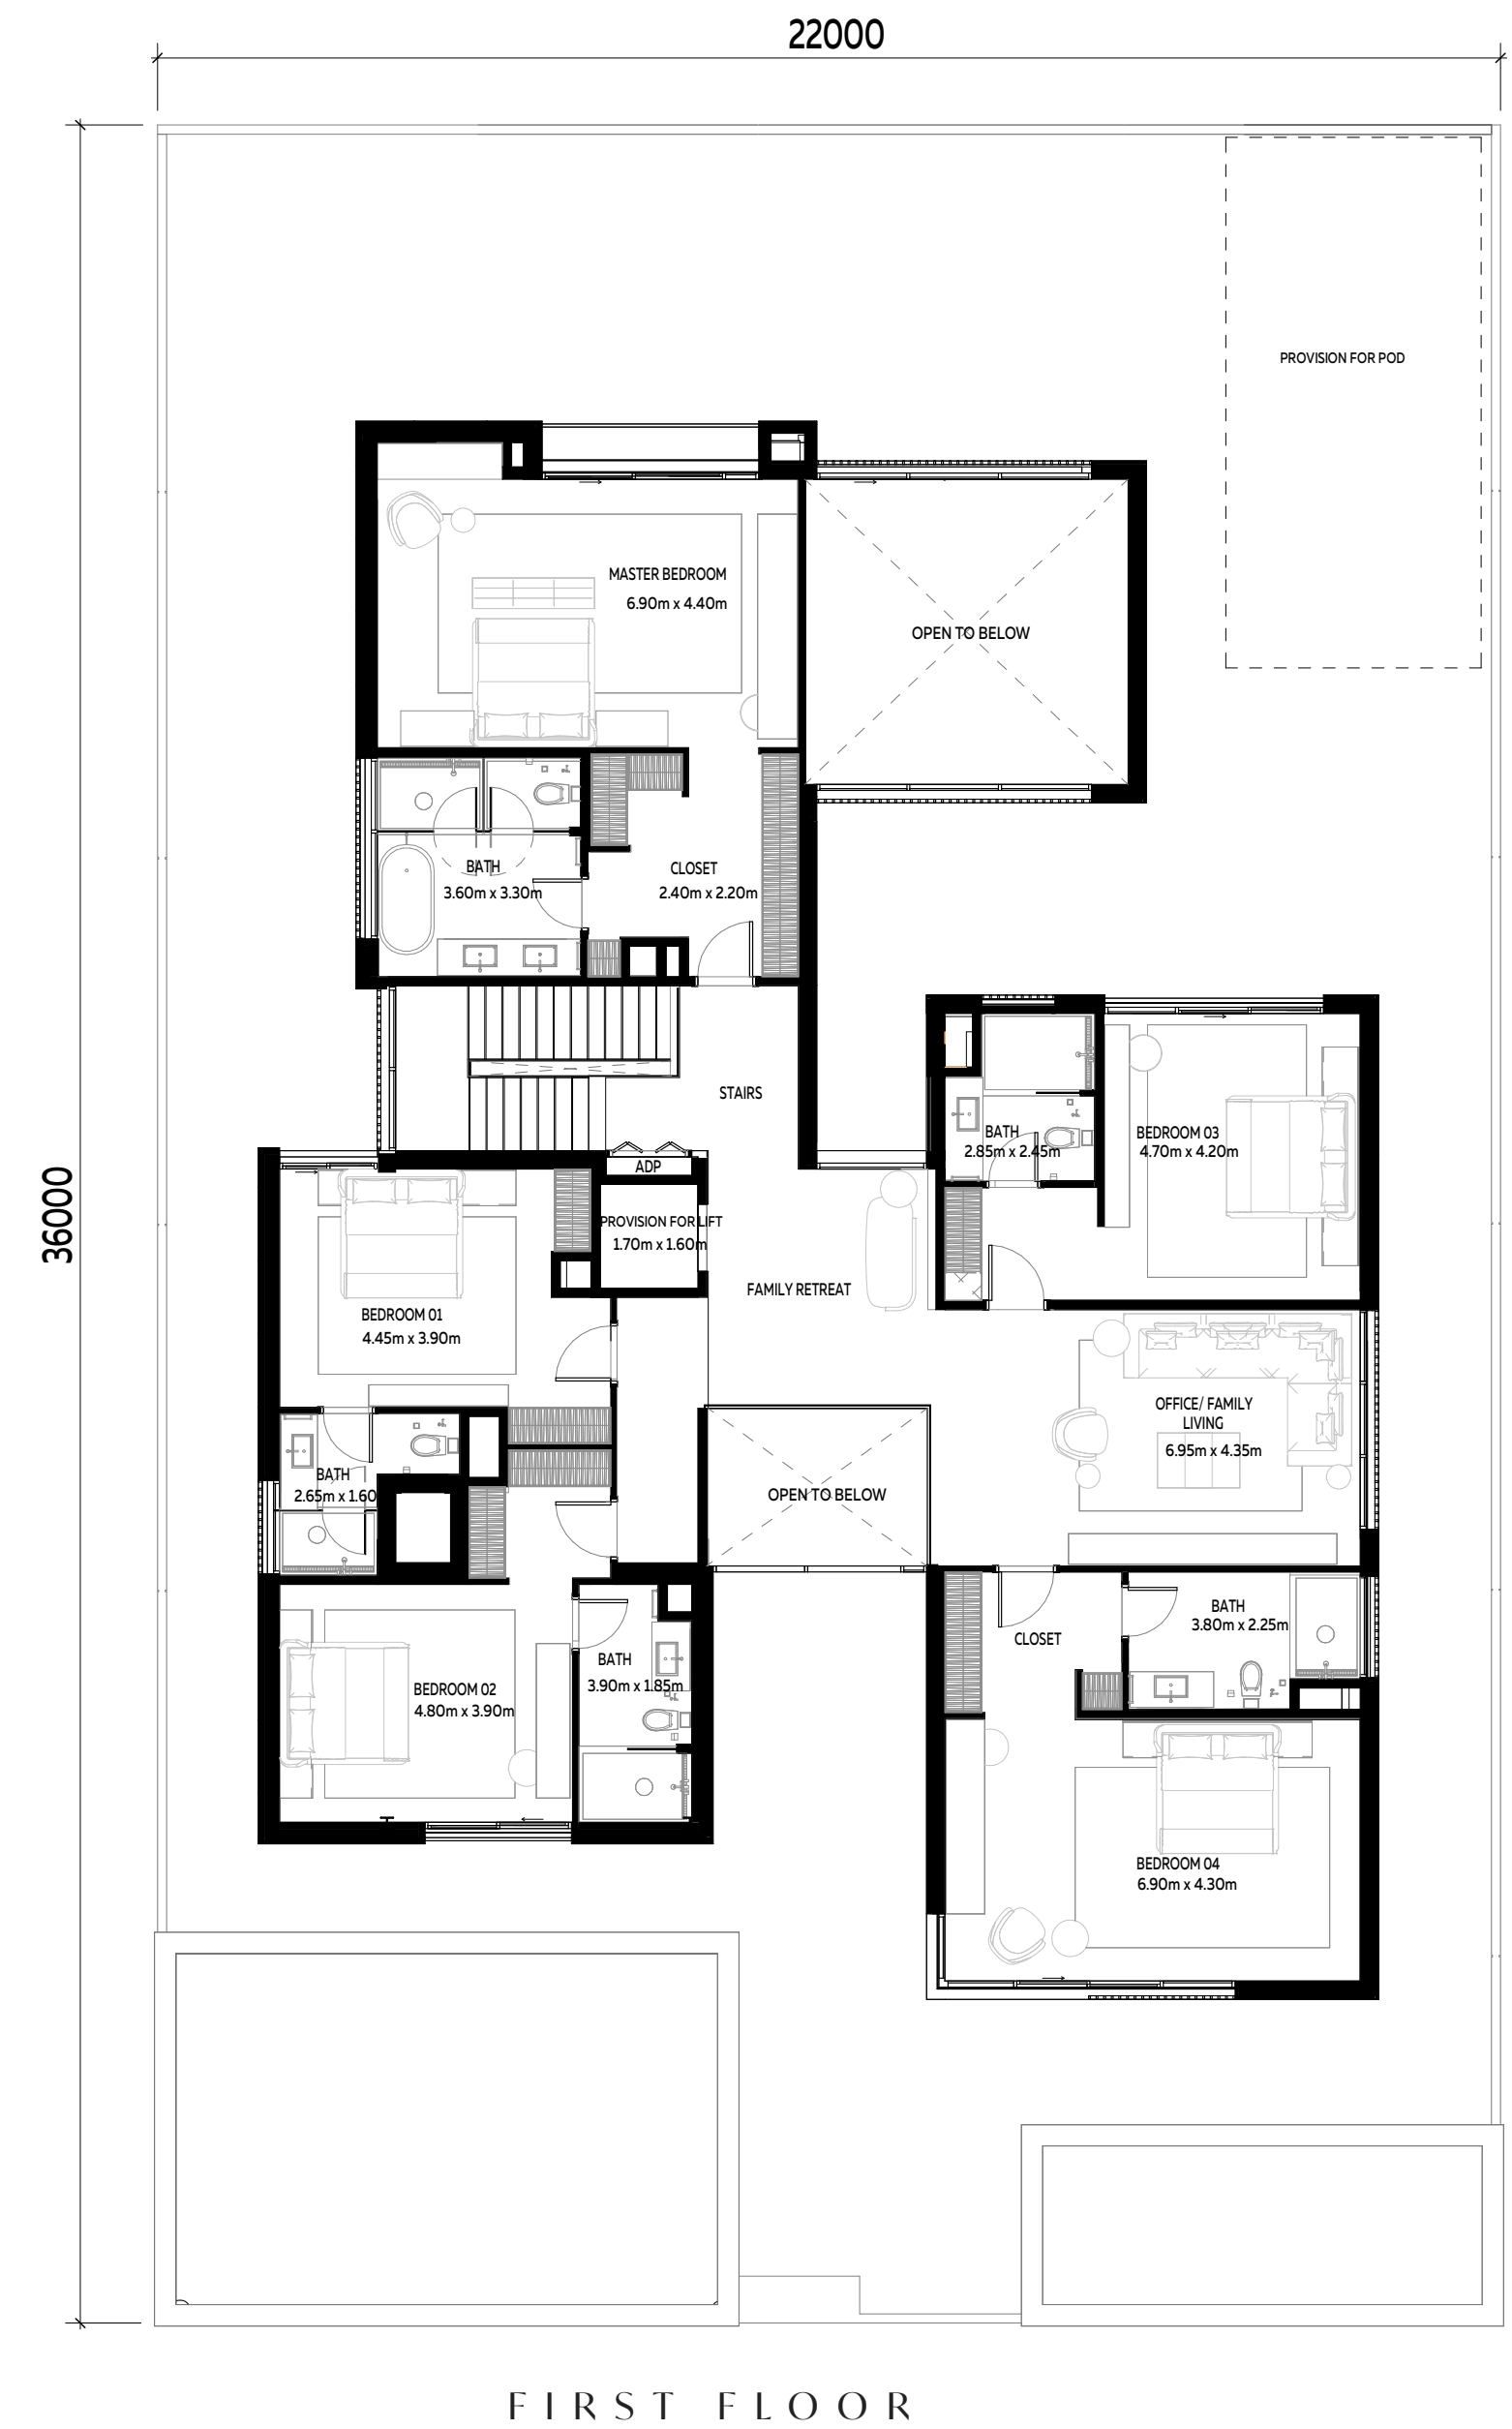 22000
36000
PROVISION FOR POD
MASTER BEDROOM
6.90m x 4.40m
OPEN TO BELOW
BATH
3.60m x 3.30m
CLOSET
2.40m x 2.20m
STAIRS
BATH
2.85m x 2.45m
BEDROOM 03
4.70m x 4.20m
ADP
PROVISION FOR LIFT
1.70m x 1.60m
FAMILY RETREAT
BEDROOM 01
4.45m x 3.90m
OFFICE/ FAMILY
LIVING
6.95m x 4.35m
BATH
2.65m x 1.60
OPEN TO BELOW
BATH
3.80m x 2.25m
CLOSET
BATH
3.90m x 1.85m
BEDROOM 02
4.80m x 3.90m
BEDROOM 04
6.90m x 4.30m
FIRST FLOOR